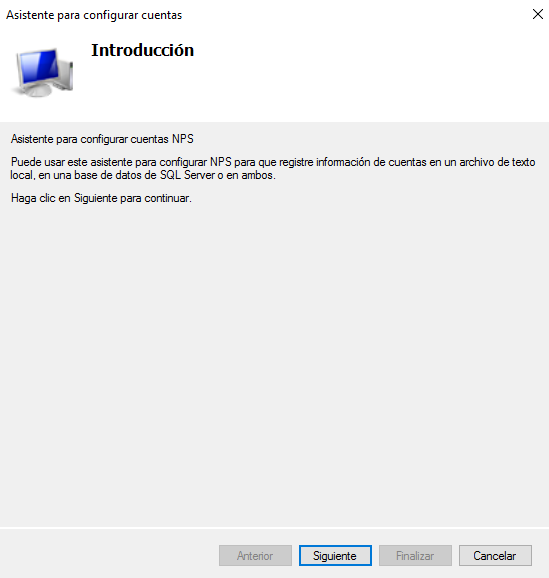 Asistente para configurar cuentas
Introducción
Asistente para configurar cuentas NPS
Puede usar este asistente para configurar NPS para que registre información de cuentas en un archivo de texto
local, en una base de datos de SQL Server o en ambos.
Haga clic en Siguiente para continuar.
Anterior
Siguiente
Finalizar
Cancelar